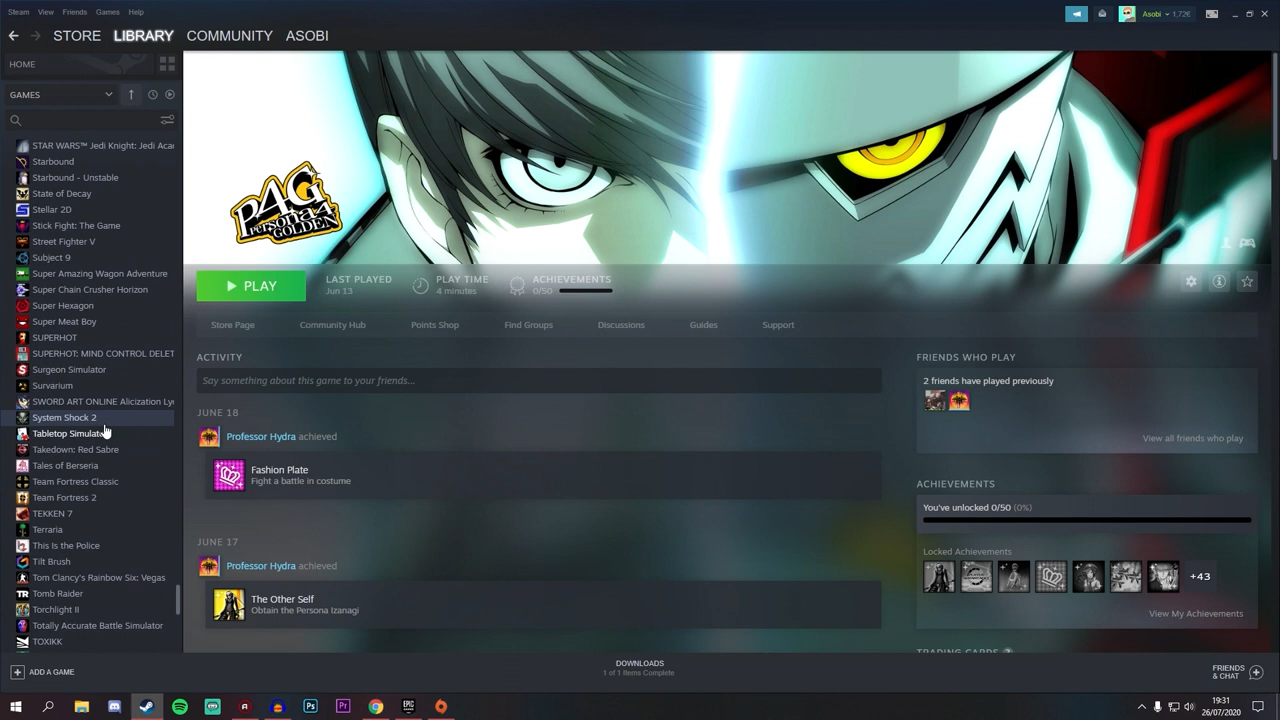 Steam View Friends Games Help
Asobi 1,72€
STORE LIBRARY COMMUNITY ASOBI
HOME
GAMES
STAR WARS™ Jedi Knight: Jedi Aca
Starbound
Starbound - Unstable
State of Decay
Stellar 2D
Stick Fight: The Game
Street Fighter V
Subject 9
Super Amazing Wagon Adventure
Super Chain Crusher Horizon
Super Hexagon
Super Meat Boy
SUPERHOT
SUPERHOT: MIND CONTROL DELET
Surgeon Simulator
Survarium
SWORD ART ONLINE Alicization Ly
System Shock 2
Tabletop Simulat
Takedown: Red Sabre
Tales of Berseria
Team Fortress Classic
Team Fortress 2
TEKKEN 7
Terraria
This Is the Police
Tilt Brush
Tom Clancy's Rainbow Six: Vegas
Tomb Raider
Torchlight II
Totally Accurate Battle Simulator
TOXIKK
ADD A GAME
P4G
Persona4
GOLDEN
PLAY
LAST PLAYED
Jun 13
PLAY TIME
4 minutes
ACHIEVEMENTS
0/50
Store Page Community Hub Points Shop Find Groups Discussions Guides Support
ACTIVITY
Say something about this game to your friends...
JUNE 18
Professor Hydra achieved
Fashion Plate
Fight a battle in costume
JUNE 17
Professor Hydra achieved
The Other Self
Obtain the Persona Izanagi
FRIENDS WHO PLAY
2 friends have played previously
View all friends who play
ACHIEVEMENTS
You've unlocked 0/50 (0%)
Locked Achievements
+43
View My Achievements
TRADING CARDS
DOWNLOADS
1 of 1 Items Complete
FRIENDS
& CHAT
Ps
Pr
EPIC
19:31
26/07/2020